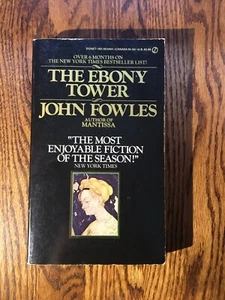 OVER 6 MONTHS ON
THE NEW YORK TIMES BESTSELLER LIST!
THE EBONY
TOWER
JOHN FOWLES
AUTHOR OF
MANTISSA
"THE MOST
ENJOYABLE FICTION
OF THE SEASON!"
NEW YORK TIMES